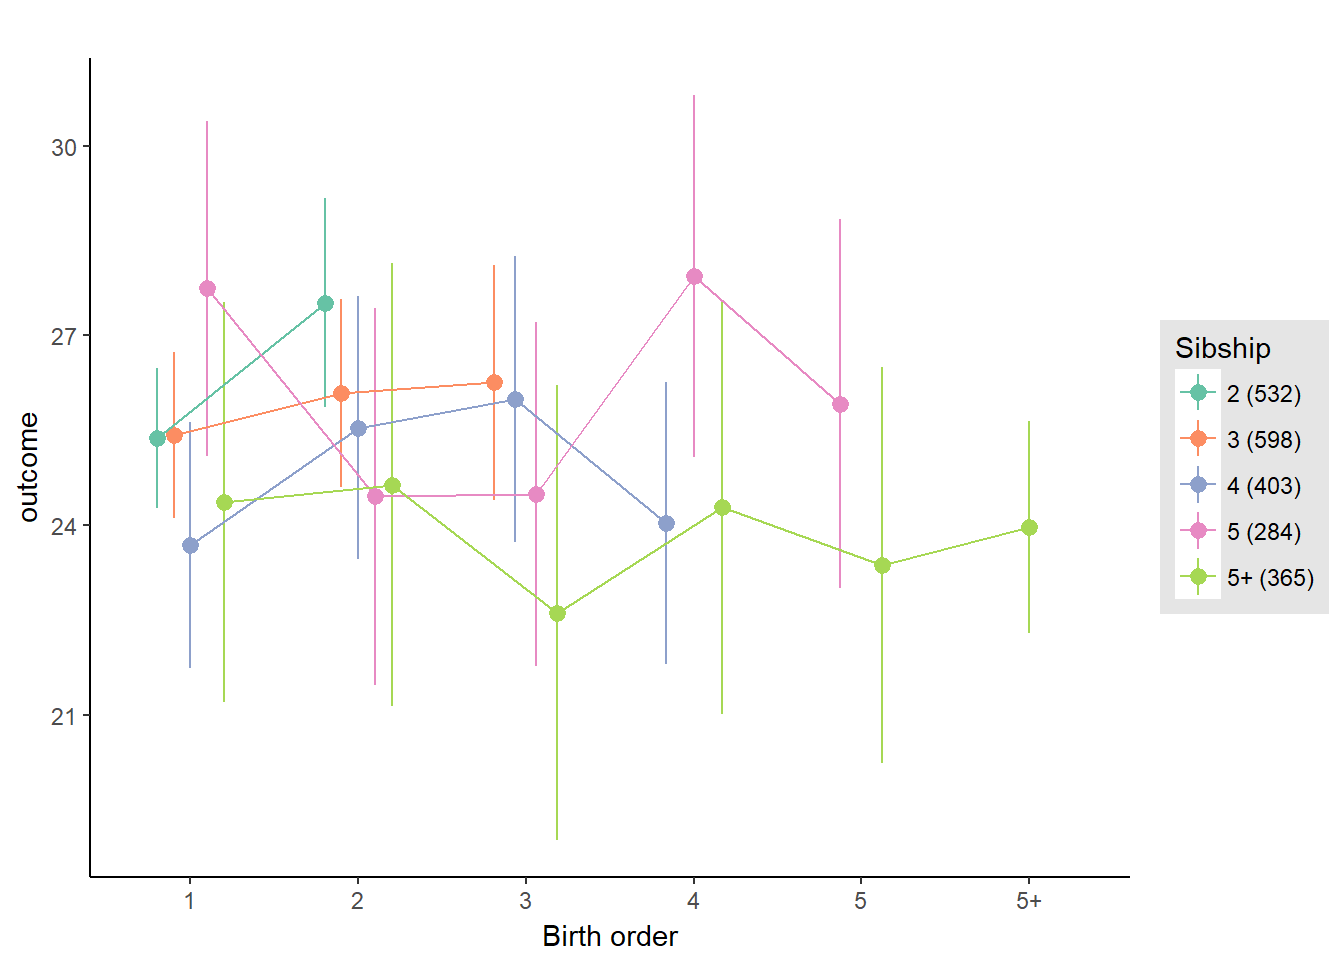 30
27
24
21
outcome
1 2 3 4 5 5+
Birth order
Sibship
2 (532)
3 (598)
4 (403)
5 (284)
5+ (365)